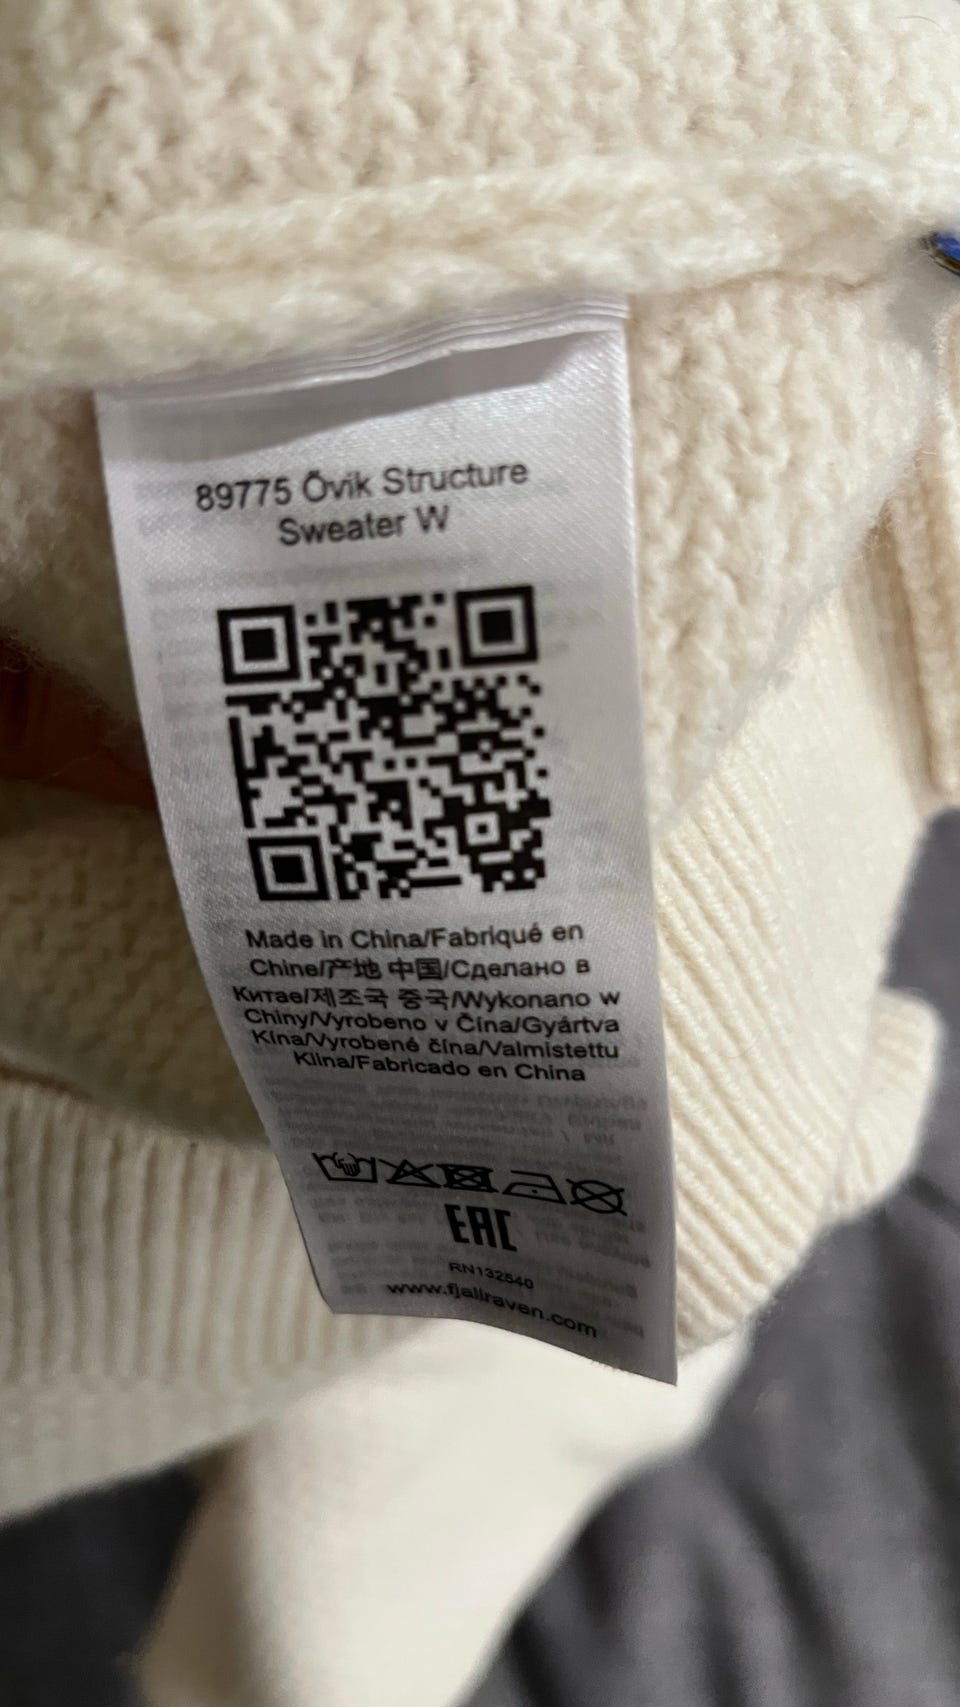 89775 Övik Structure
Sweater W
Made in China/Fabriqué en
Chine/产地 中国/Сделано в
Китае/제조국 중국/Wykonano w
Chiny/Vyrobeno v Čína/Gyártva
Kína/Vyrobené čína/Valmistettu
Kiina/Fabricado en China
EAC
RN132540
www.fjallraven.com